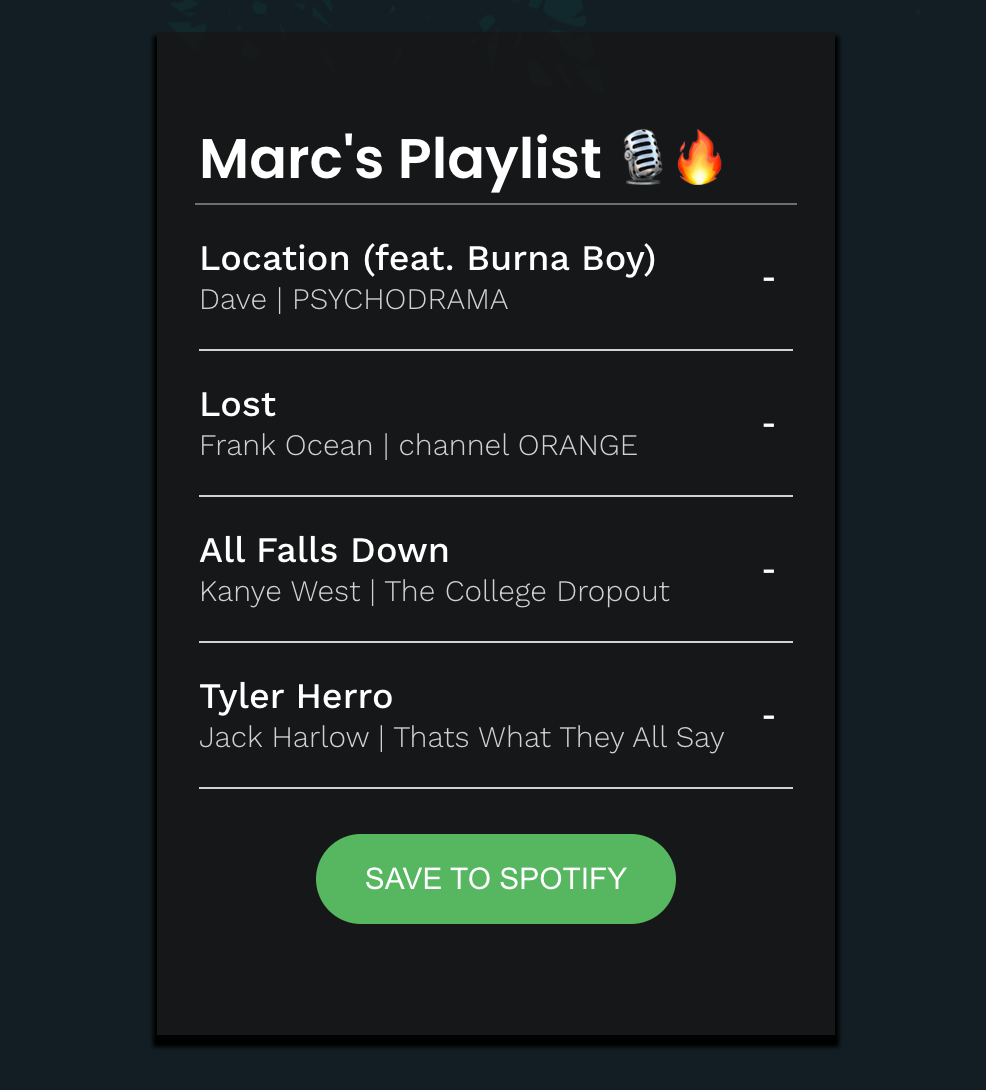 Marc's Playlist 🎙️🔥
Location (feat. Burna Boy)
Dave | PSYCHODRAMA
-
Lost
Frank Ocean | channel ORANGE
-
All Falls Down
Kanye West | The College Dropout
-
Tyler Herro
Jack Harlow | Thats What They All Say
-
SAVE TO SPOTIFY